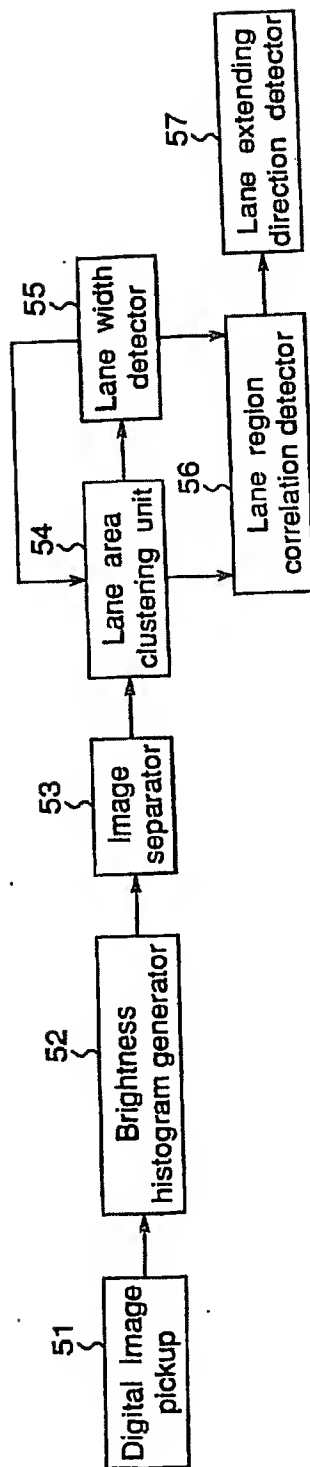 51
Digital Image
pickup
52
Brightness
histogram generator
53
Image
separator
54
Lane area
clustering unit
55
Lane width
detector
56
Lane region
correlation detector
57
Lane extending
direction detector